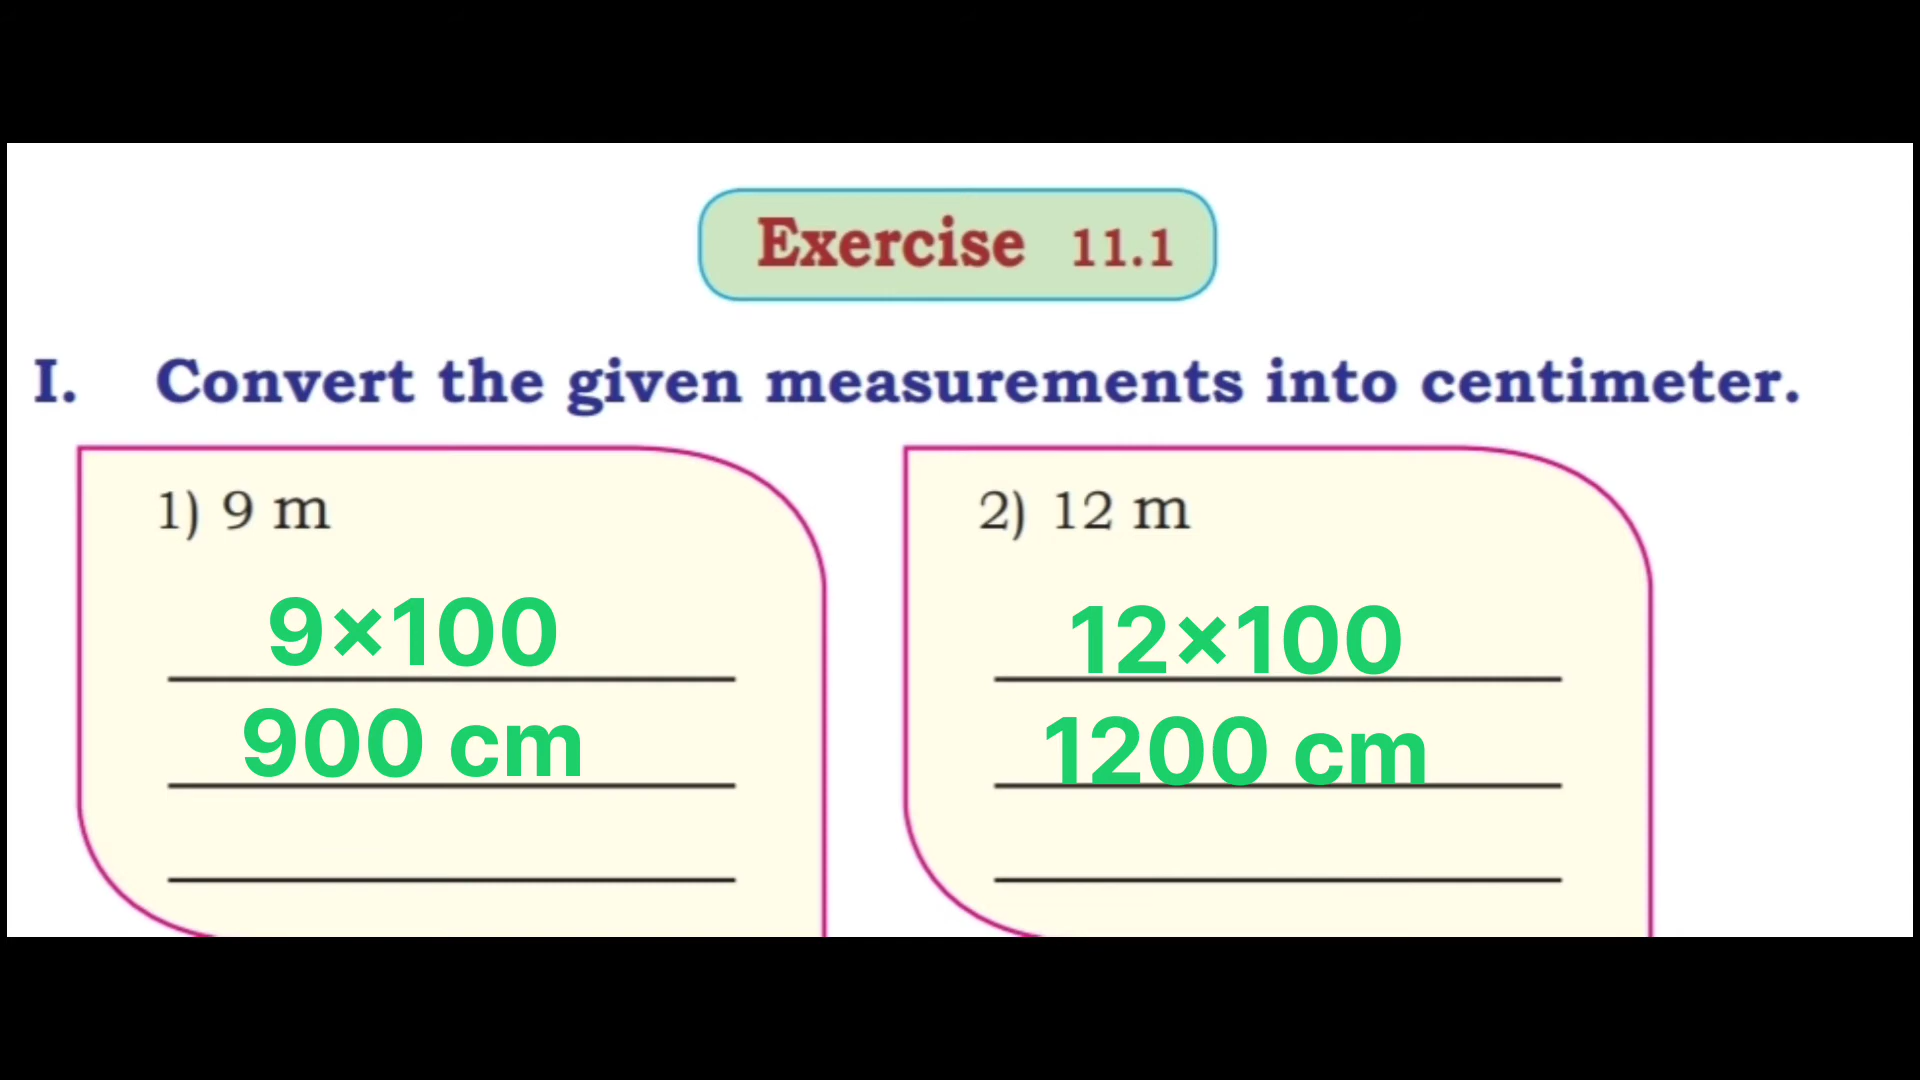 Exercise 11.1
I. Convert the given measurements into centimeter.
1) 9 m
9×100
900 cm
2) 12 m
12×100
1200 cm